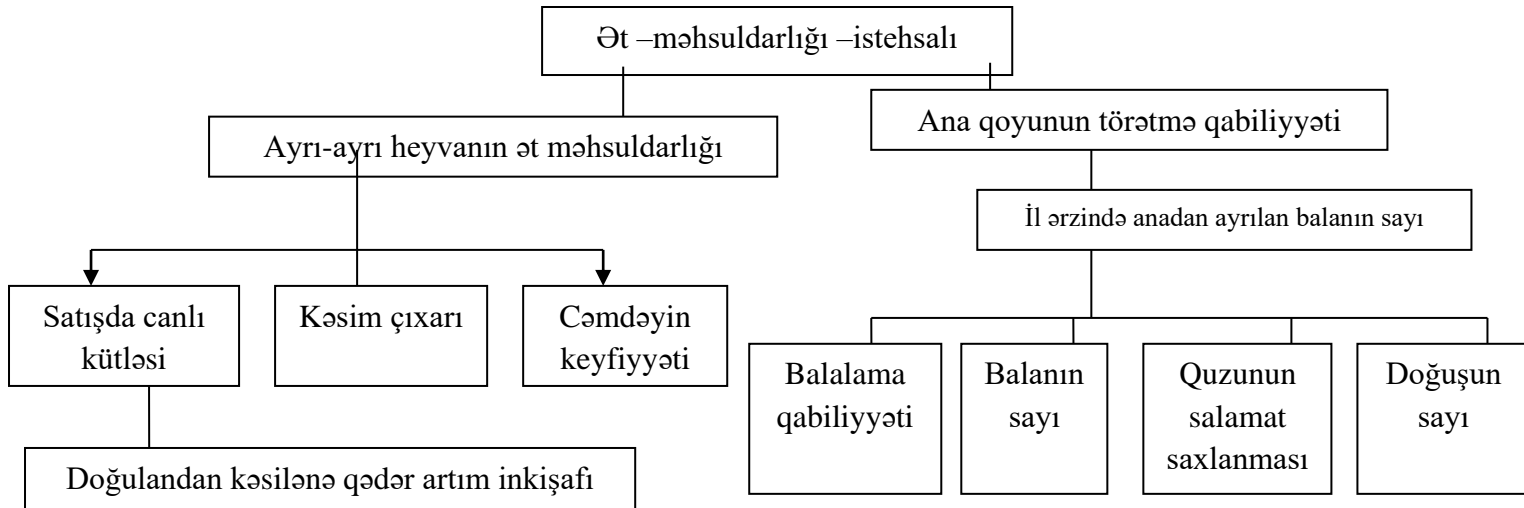 Ət –məhsuldarlığı –istehsalı
Ayrı-ayrı heyvanın ət məhsuldarlığı
Ana qoyunun törətmə qabiliyyəti
İl ərzində anadan ayrılan balanın sayı
Satışda canlı
kütləsi
Kəsim çıxarı
Cəmdəyin
keyfiyyəti
Balalama
qabiliyyəti
Balanın
sayı
Quzunun
salamat
saxlanması
Doğuşun
sayı
Doğulandan kəsilənə qədər artım inkişafı